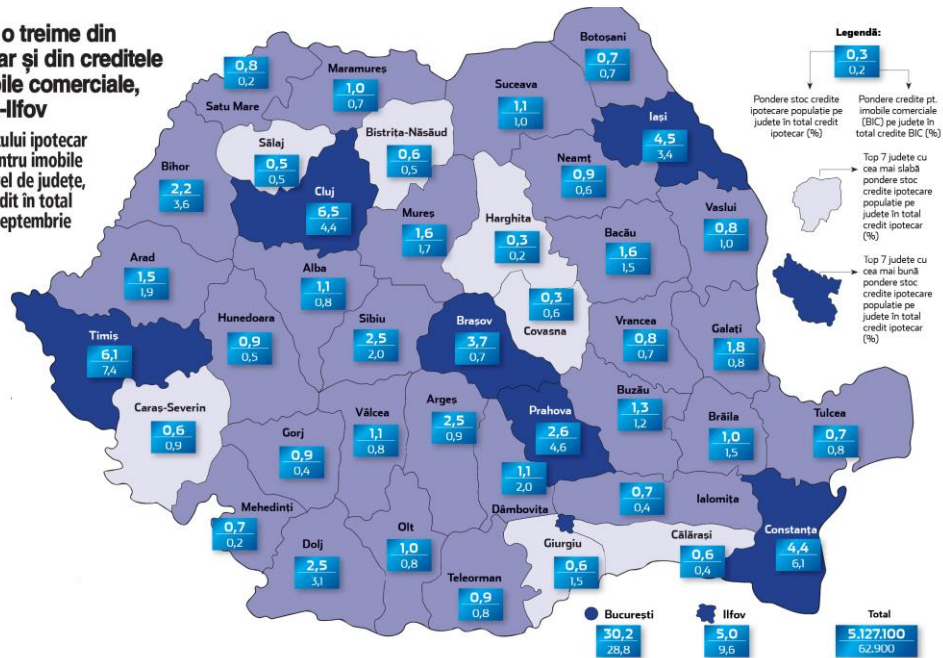 o treime din
ar și din creditele
bile comerciale,
-Ilfov
tului ipotecar
ntru imobile
el de județe,
dit în total
eptembrie
Legendă:
0,3
0,2
Pondere stoc credite
ipotecare populație pe
județe în total credit
ipotecar (%)
Pondere credite pt.
imobile comerciale
(BIC) pe județe în
total credite BIC (%)
Top 7 județe cu
cea mai slabă
pondere stoc
credite ipotecare
populație pe
județe în total
credit ipotecar
(%)
Top 7 județe cu
cea mai bună
pondere stoc
credite ipotecare
populație pe
județe în total
credit ipotecar
(%)
Botoșani
0,7
0,7
0,8
0,2
Satu Mare
Maramureș
1,0
0,7
Suceava
1,1
1,0
Iași
4,5
3,4
Sălaj
0,5
0,5
Bistrița-Năsăud
0,6
0,5
Neamț
0,9
0,6
Bihor
2,2
3,6
Cluj
6,5
4,4
Mureș
1,6
1,7
Harghita
0,3
0,2
Bacău
1,6
1,5
Vaslui
0,8
1,0
Arad
1,5
1,9
Alba
1,1
0,8
0,3
0,6
Covasna
Timiș
6,1
7,4
Hunedoara
0,9
0,5
Sibiu
2,5
2,0
Brașov
3,7
0,7
Vrancea
0,8
0,7
Galați
1,8
0,8
Caraș-Severin
0,6
0,9
Gorj
0,9
0,4
Vâlcea
1,1
0,8
Argeș
2,5
0,9
Prahova
2,6
4,6
Buzău
1,3
1,2
Brăila
1,0
1,5
Tulcea
0,7
0,8
1,1
2,0
Dâmbovița
0,7
0,4
Ialomița
Mehedinți
0,7
0,2
Dolj
2,5
3,1
Olt
1,0
0,8
Teleorman
0,9
0,8
Giurgiu
0,6
1,5
Călărași
0,6
0,4
Constanța
4,4
6,1
București
30,2
28,8
Ilfov
5,0
9,6
Total
5.127.100
62.900